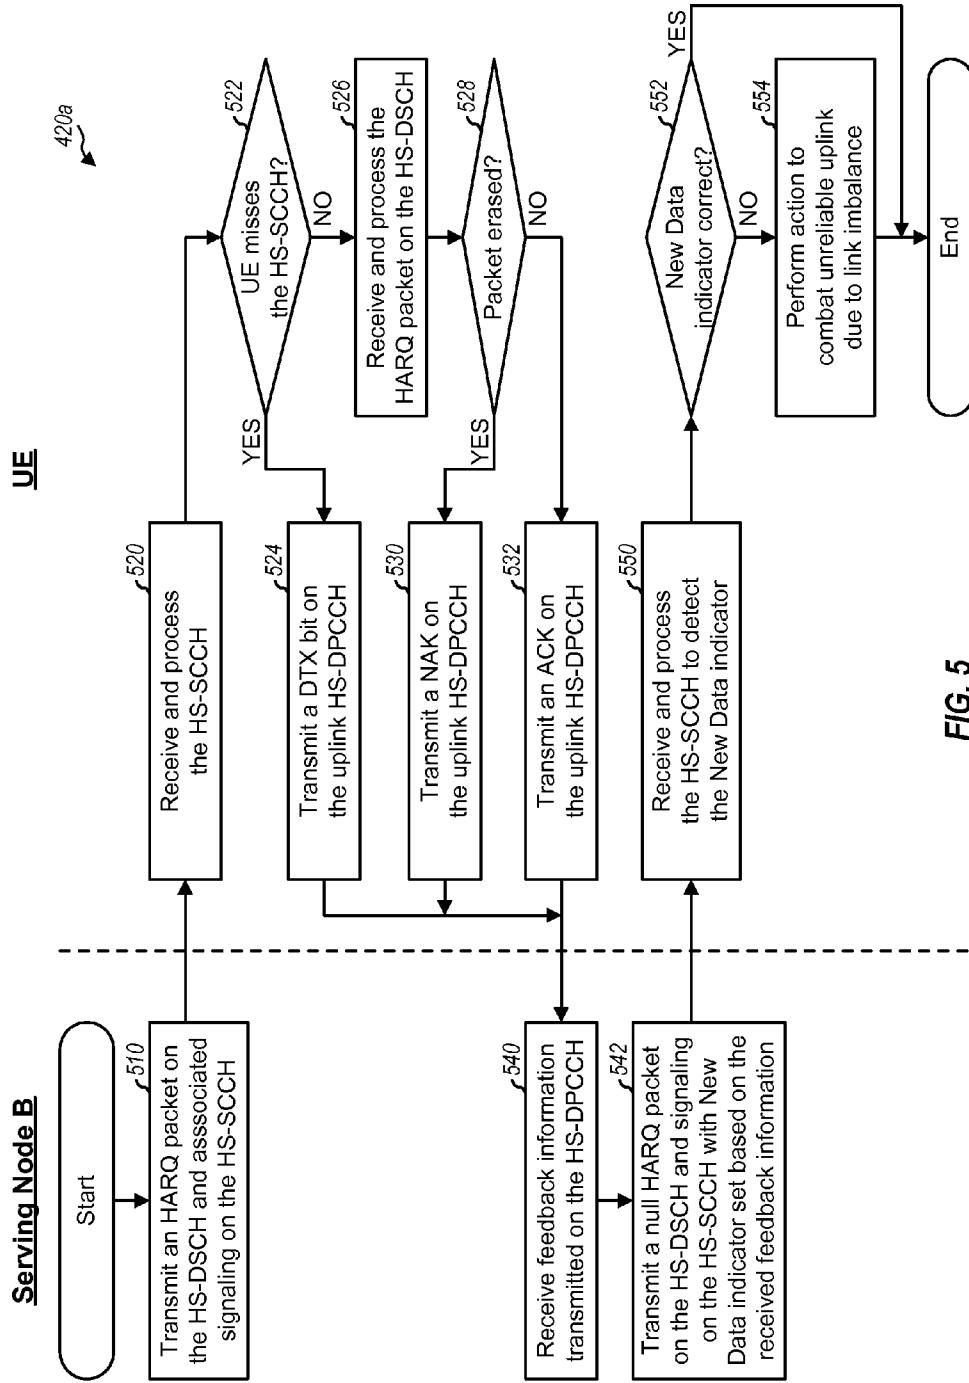 420a
Serving Node B
UE
Start
510
Transmit an HARQ packet on
the HS-DSCH and asssociated
signaling on the HS-SCCH
520
Receive and process
the HS-SCCH
522
UE misses
the HS-SCCH?
YES
NO
524
Transmit a DTX bit on
the uplink HS-DPCCH
526
Receive and process the
HARQ packet on the HS-DSCH
528
Packet erased?
YES
NO
530
Transmit a NAK on
the uplink HS-DPCCH
532
Transmit an ACK on
the uplink HS-DPCCH
540
Receive feedback information
transmitted on the HS-DPCCH
542
Transmit a null HARQ packet
on the HS-DSCH and signaling
on the HS-SCCH with New
Data indicator set based on the
received feedback information
550
Receive and process
the HS-SCCH to detect
the New Data indicator
552
New Data
indicator correct?
YES
NO
554
Perform action to
combat unreliable uplink
due to link imbalance
End
FIG. 5